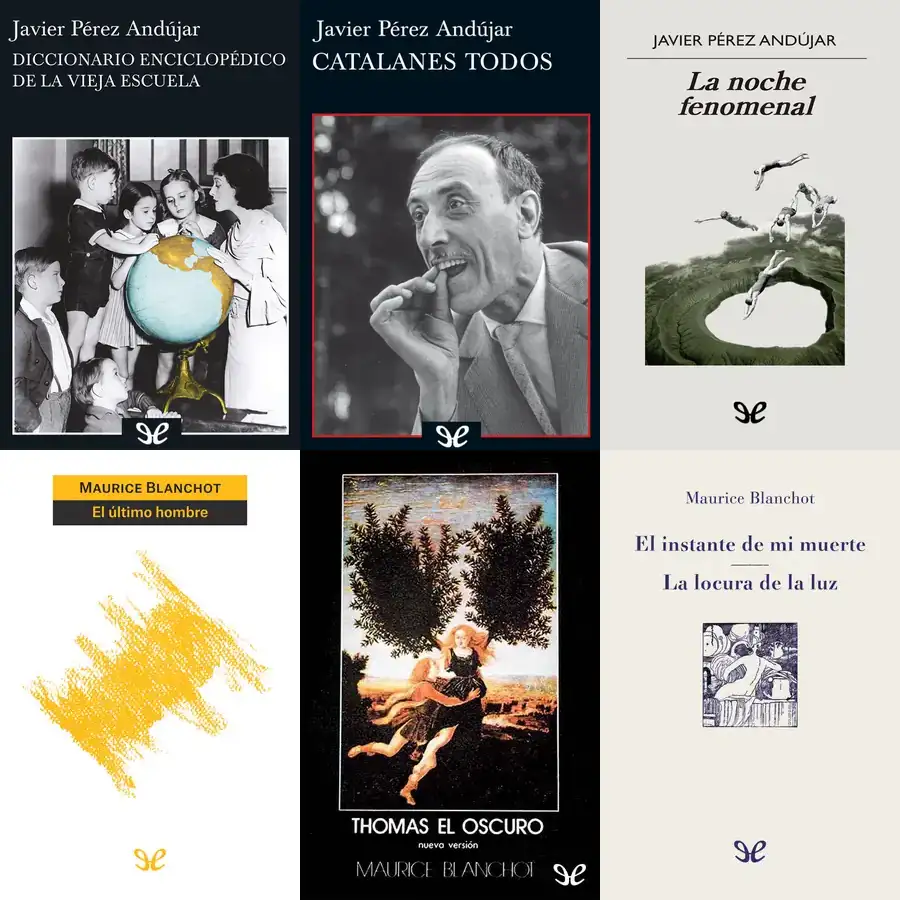 Javier Pérez Andújar
DICCIONARIO ENCICLOPÉDICO
DE LA VIEJA ESCUELA
Javier Pérez Andújar
CATALANES TODOS
JAVIER PÉREZ ANDÚJAR
La noche
fenomenal
MAURICE BLANCHOT
El último hombre
THOMAS EL OSCURO
nueva versión
MAURICE BLANCHOT
Maurice Blanchot
El instante de mi muerte
La locura de la luz